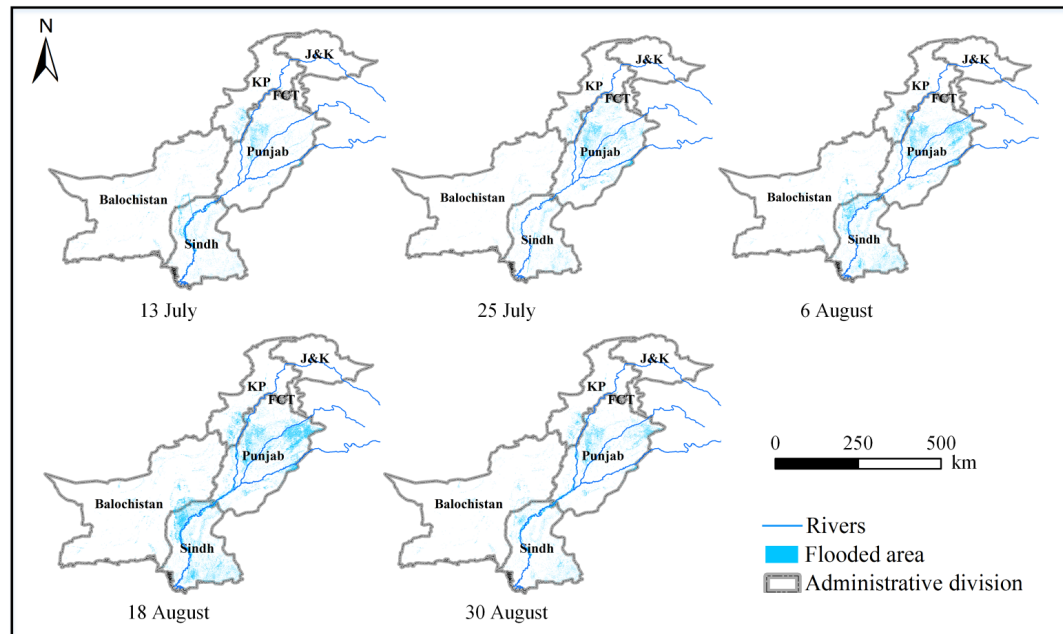 N
J&K
KP
FCT
Punjab
Balochistan
Sindh
13 July
J&K
KP
FCT
Punjab
Balochistan
Sindh
25 July
J&K
KP
FCT
Punjab
Balochistan
Sindh
6 August
J&K
KP
FCT
Punjab
Balochistan
Sindh
18 August
J&K
KP
FCT
Punjab
Balochistan
Sindh
30 August
0 250 500
km
Rivers
Flooded area
Administrative division